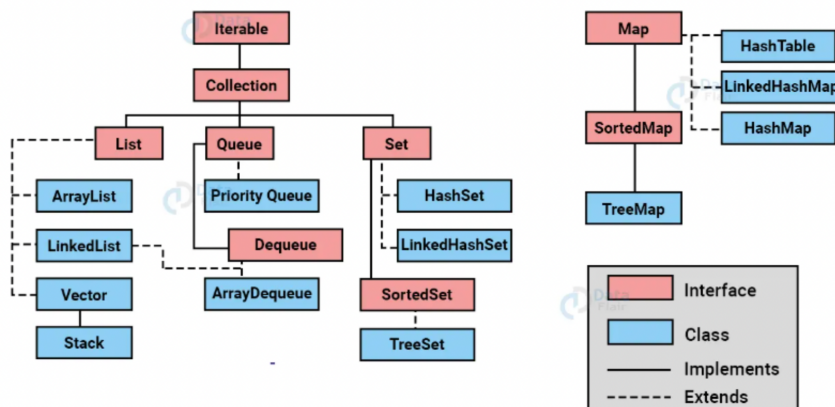 Iterable
Collection
List
Queue
Set
ArrayList
Priority Queue
HashSet
LinkedList
Dequeue
LinkedHashSet
Vector
ArrayDequeue
SortedSet
Stack
TreeSet
Map
HashTable
LinkedHashMap
SortedMap
HashMap
TreeMap
Interface
Class
Implements
Extends